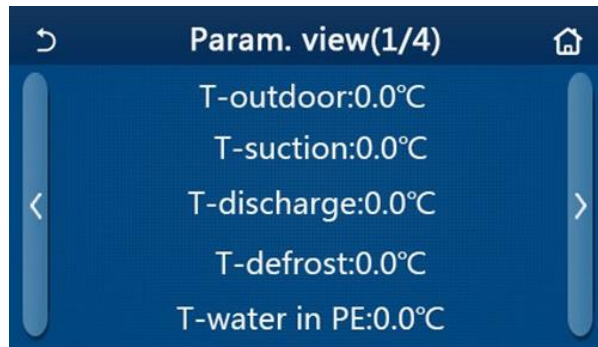 Param. view(1/4)
T-outdoor:0.0℃
T-suction:0.0℃
T-discharge:0.0℃
T-defrost:0.0℃
T-water in PE:0.0℃